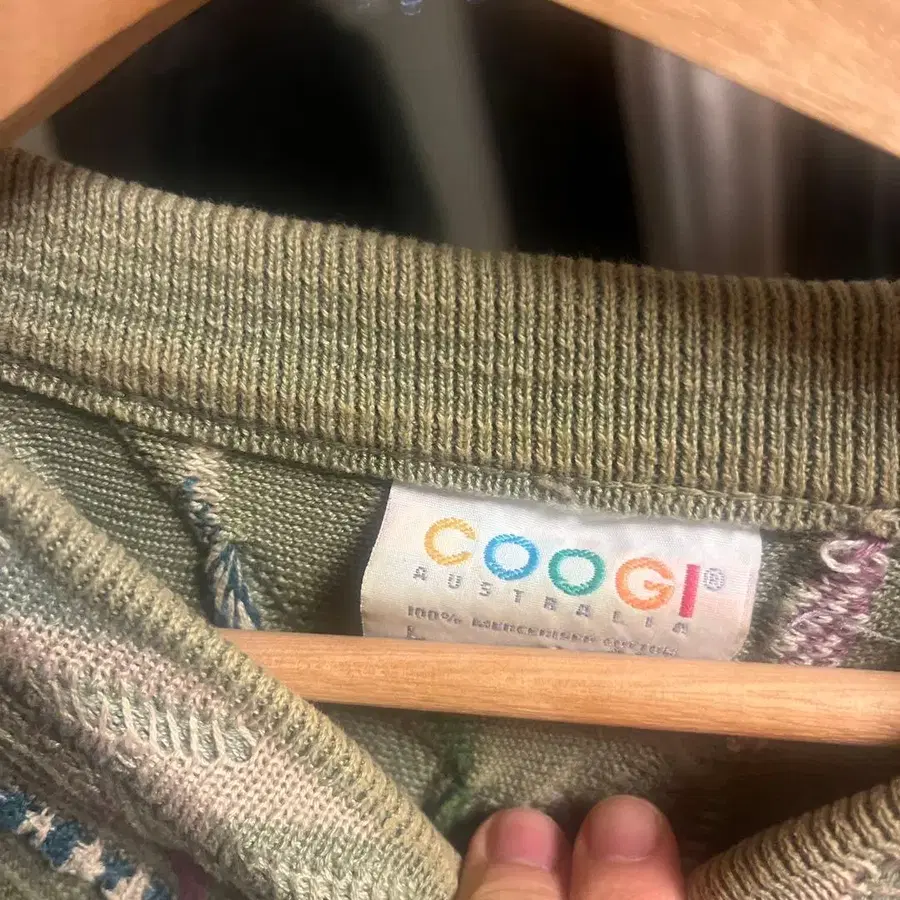 COOGI®
AUSTRALIA
100% MERCERISED COTTON
L